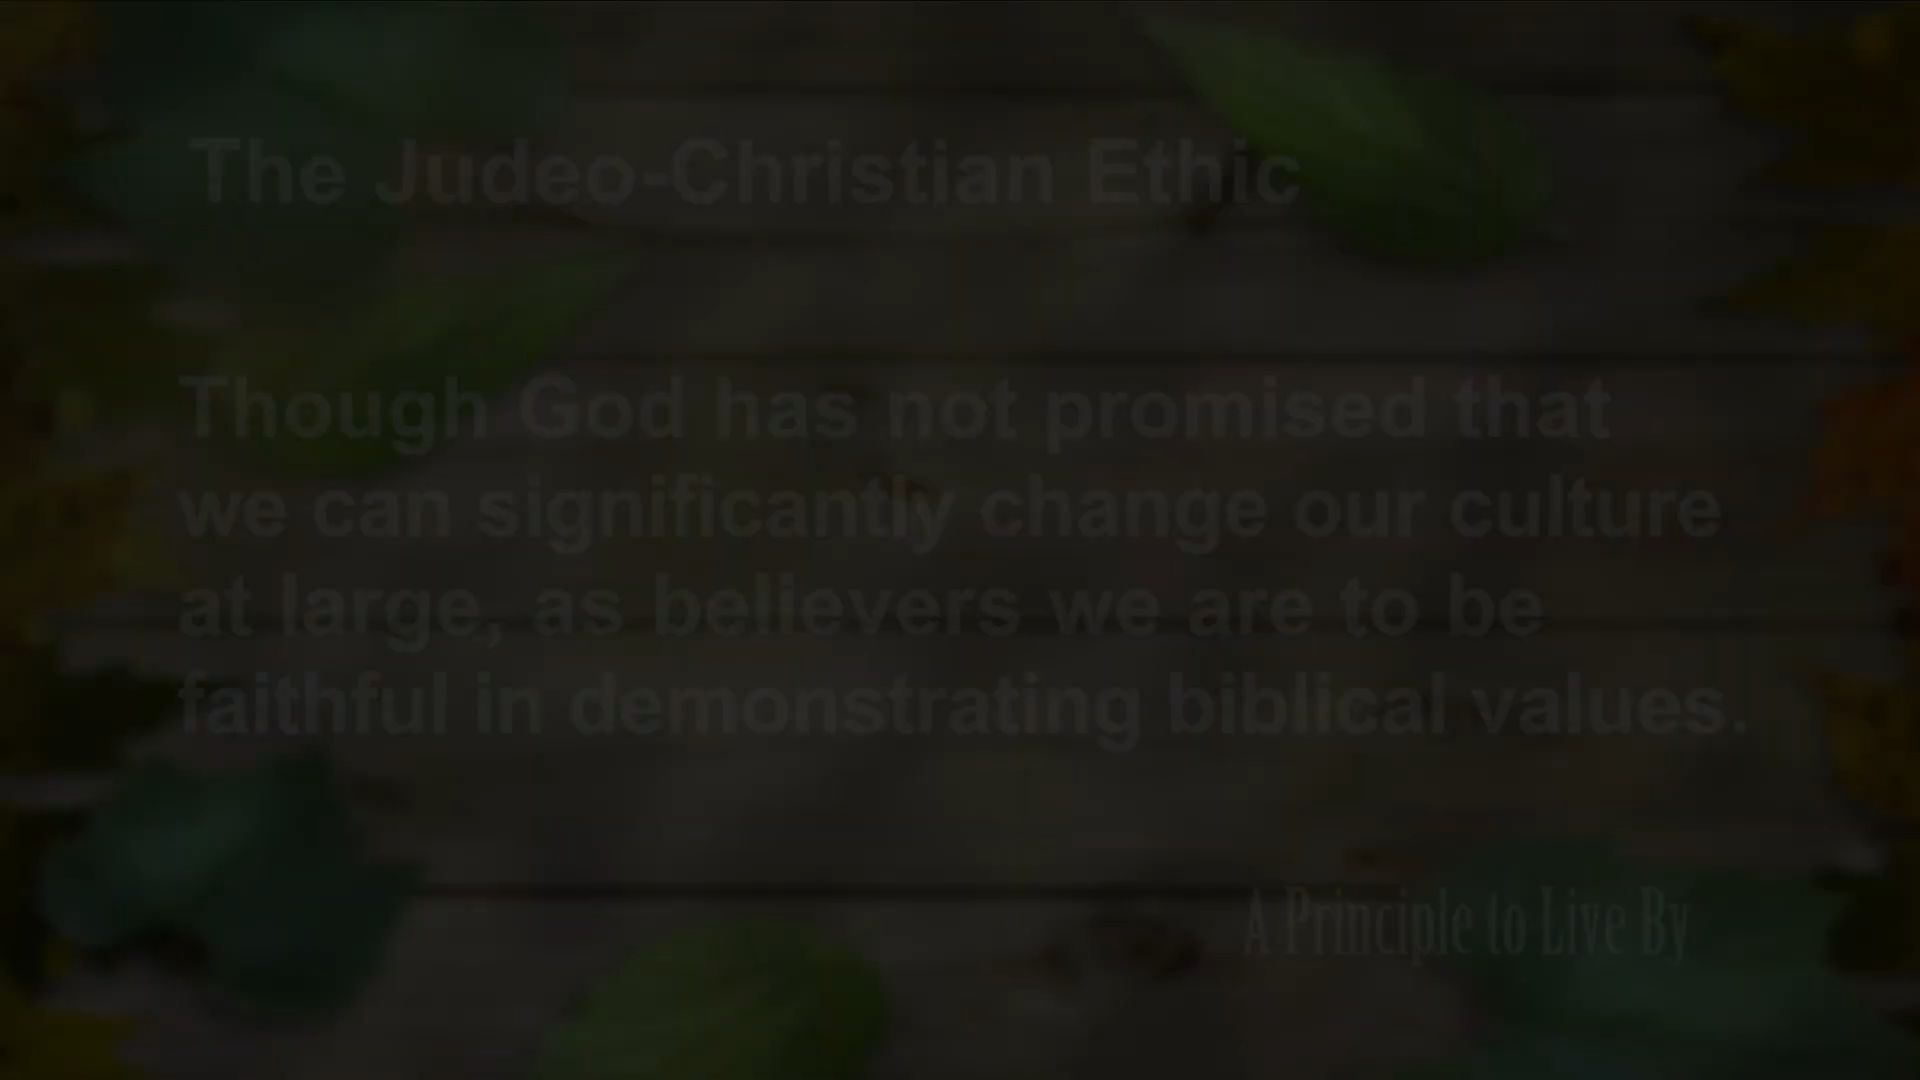 The Judeo-Christian Ethic
Though God has not promised that
we can significantly change our culture
at large, as believers we are to be
faithful in demonstrating biblical values.
A Principle to Live By